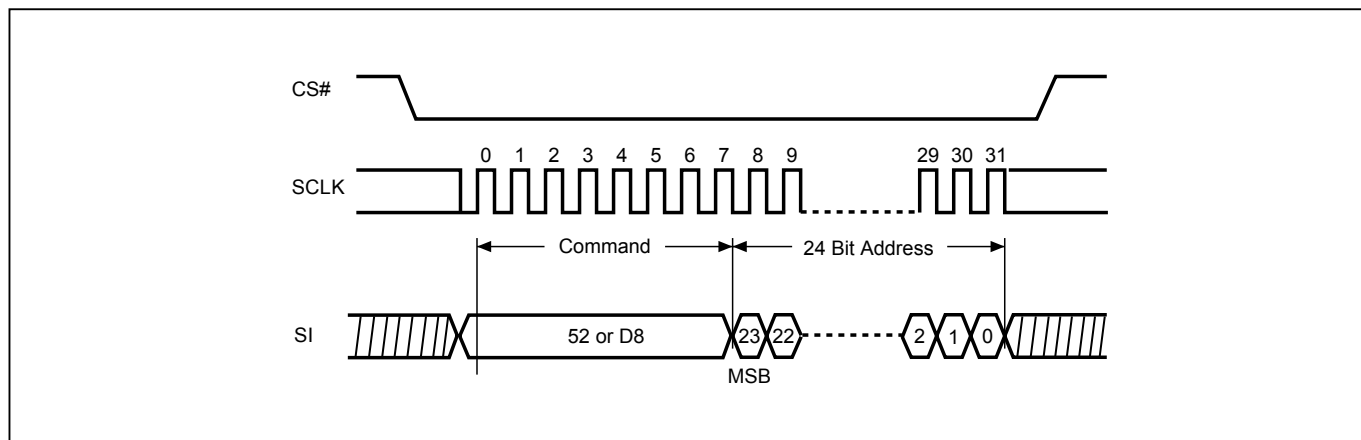 CS#
0 1 2 3 4 5 6 7 8 9 29 30 31
SCLK
Command 24 Bit Address
SI 52 or D8 23 22 2 1 0
MSB